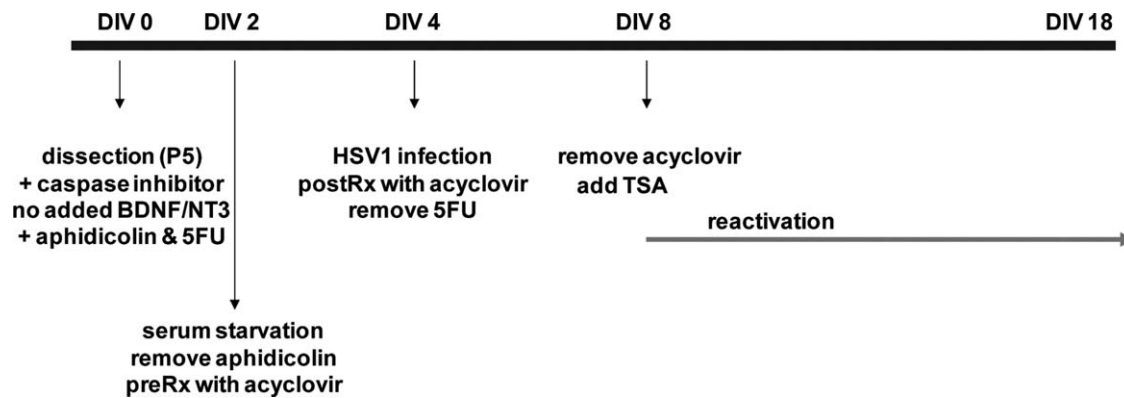 DIV 0
DIV 2
DIV 4
DIV 8
DIV 18
dissection (P5)
+ caspase inhibitor
no added BDNF/NT3
+ aphidicolin & 5FU
serum starvation
remove aphidicolin
preRx with acyclovir
HSV1 infection
postRx with acyclovir
remove 5FU
remove acyclovir
add TSA
reactivation